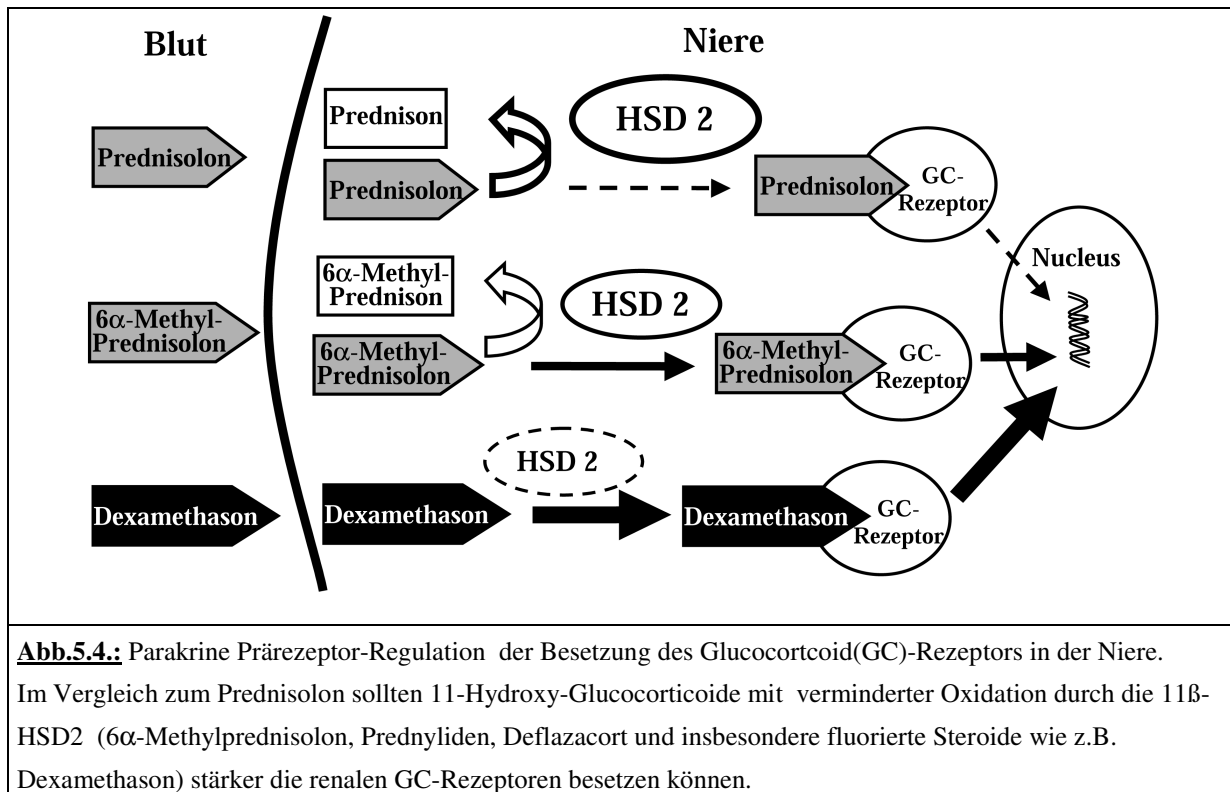 Blut
Niere
Prednison
HSD 2
Prednisolon
Prednisolon
Prednisolon
GC-
Rezeptor
Nucleus
6α-Methyl-
Prednison
HSD 2
6α-Methyl-
Prednisolon
6α-Methyl-
Prednisolon
6α-Methyl-
Prednisolon
GC-
Rezeptor
HSD 2
Dexamethason
Dexamethason
Dexamethason
GC-
Rezeptor
Abb.5.4.: Parakrine Prärezeptor-Regulation der Besetzung des Glucocortcoid(GC)-Rezeptors in der Niere.
Im Vergleich zum Prednisolon sollten 11-Hydroxy-Glucocorticoide mit verminderter Oxidation durch die 11ß-
HSD2 (6α-Methylprednisolon, Prednyliden, Deflazacort und insbesondere fluorierte Steroide wie z.B.
Dexamethason) stärker die renalen GC-Rezeptoren besetzen können.